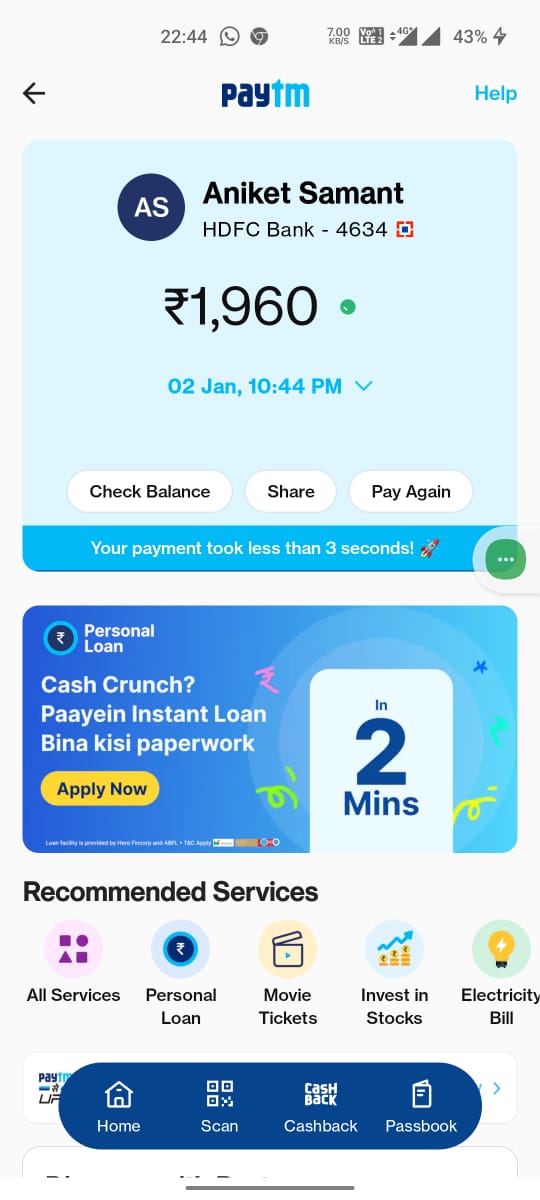 22:44
7.00 KB/S
Vo 1 LTE 2
4G+
43%
paytm
Help
AS
Aniket Samant
HDFC Bank - 4634
₹1,960
02 Jan, 10:44 PM
Check Balance
Share
Pay Again
Your payment took less than 3 seconds! 🚀
₹
Personal
Loan
Cash Crunch?
Paayein Instant Loan
Bina kisi paperwork
Apply Now
In
2
Mins
Loan facility is provided by Hero Fincorp and ABFL • T&C Apply
Recommended Services
All Services
Personal
Loan
Movie
Tickets
Invest in
Stocks
Electricity
Bill
paytm
से
Home
Scan
CASH
BACK
Cashback
Passbook